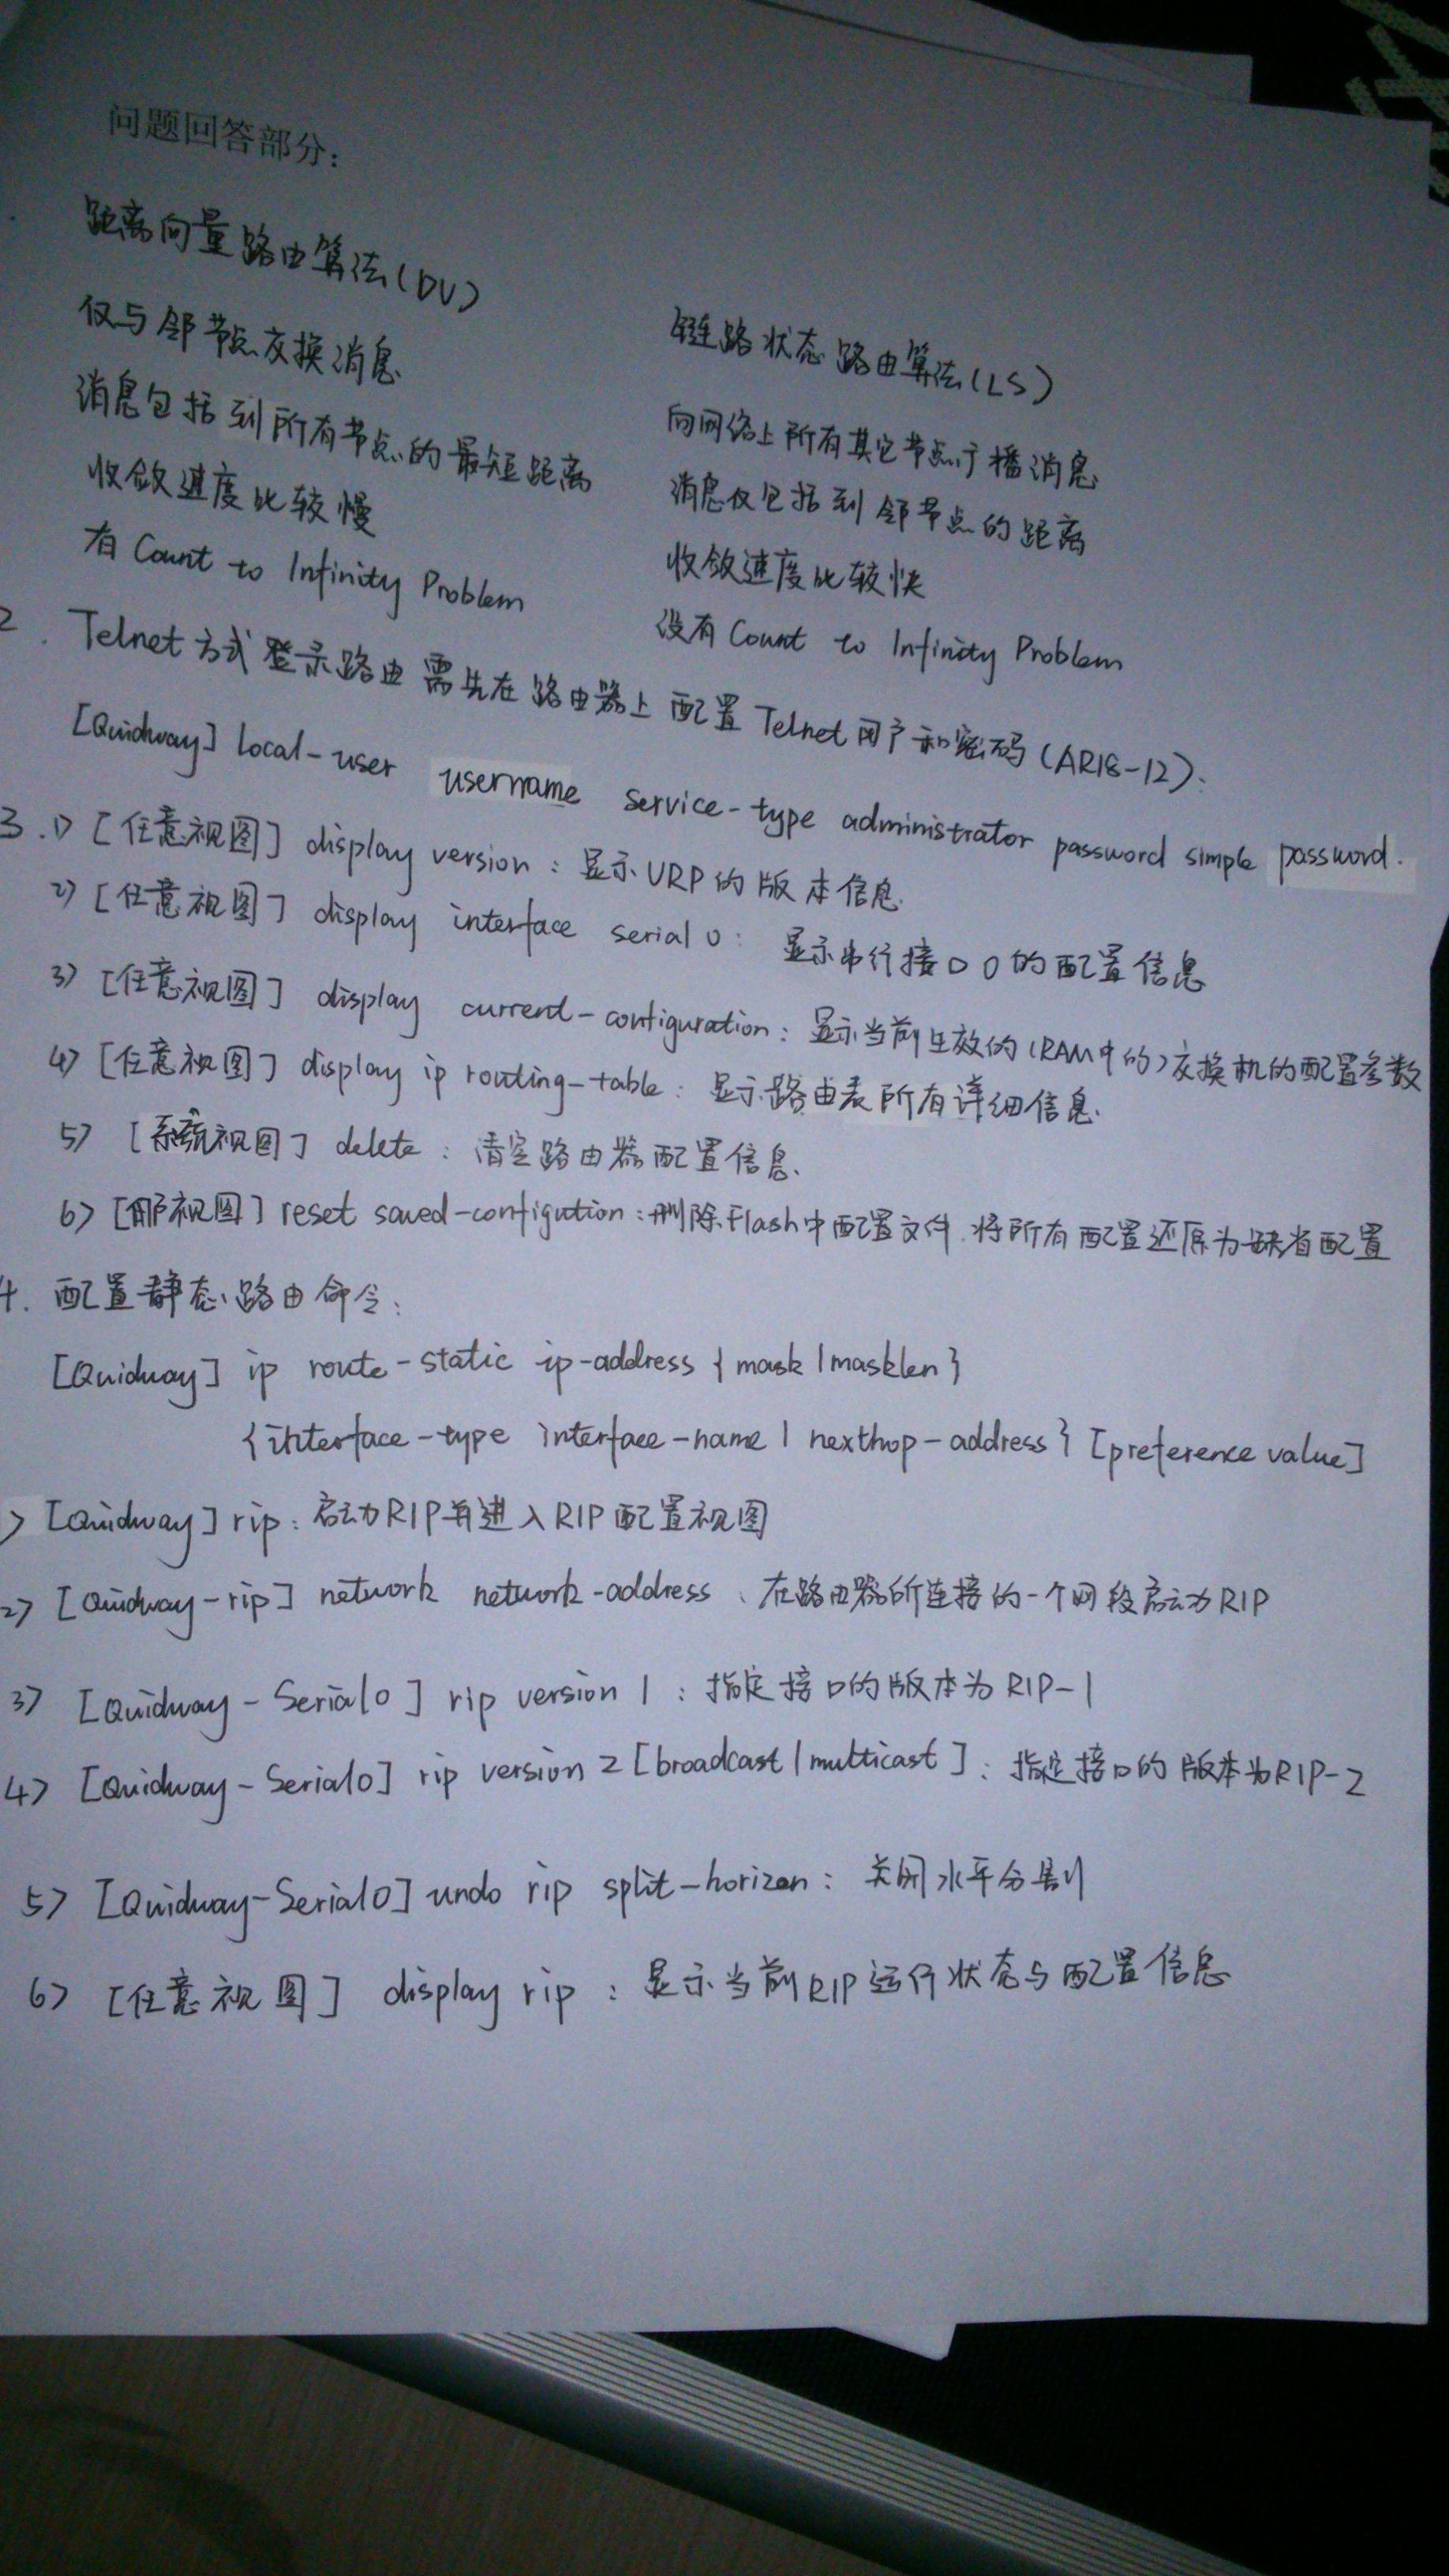 问题回答部分:
距离向量路由算法(DV)
仅与邻节点交换消息
消息包括到所有节点的最短距离
收敛速度比较慢
有 Count to Infinity Problem
链路状态路由算法(LS)
向网络上所有其它节点广播消息
消息仅包括到邻节点的距离
收敛速度比较快
没有 Count to Infinity Problem
2. Telnet方式登录路由需先在路由器上配置Telnet用户和密码(AR18-12):
[Quidway] local-user username service-type administrator password simple password.
3.1) [任意视图] display version: 显示VRP的版本信息
2) [任意视图] display interface serial 0: 显示串行接口0的配置信息
3) [任意视图] display current-configuration: 显示当前生效的(RAM中的)交换机的配置参数
4) [任意视图] display ip routing-table: 显示路由表所有详细信息.
5) [系统视图] delete: 清空路由器配置信息.
6) [视图] reset saved-configution: 删除Flash中配置文件.将所有配置还原为缺省配置
4. 配置静态路由命令:
[Quidway] ip route-static ip-address {mask|masklen}
{interface-type interface-name | nexthop-address} [preference value]
) [Quidway] rip: 启动RIP并进入RIP配置视图
2) [Quidway-rip] network network-address、在路由器所连接的一个网段启动RIP
3) [Quidway-Serial0] rip version 1: 指定接口的版本为RIP-1
4) [Quidway-Serial0] rip version 2 [broadcast|multicast]: 指定接口的版本为RIP-2
5) [Quidway-Serial0] undo rip split-horizon: 关闭水平分割
6) [任意视图] display rip: 显示当前RIP运行状态与配置信息